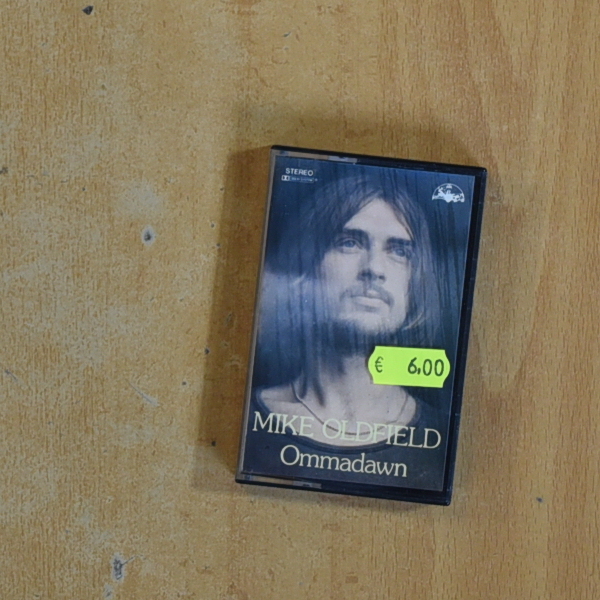 STEREO
€ 6,00
MIKE OLDFIELD
Ommadawn